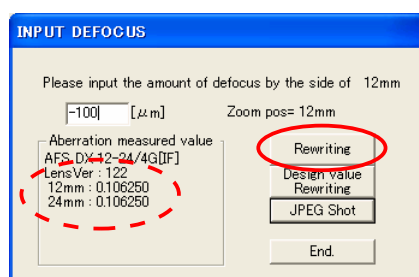 INPUT DEFOCUS
Please input the amount of defocus by the side of 12mm
-100 [μm] Zoom pos= 12mm
Aberration measured value
AFS DX 12-24/4G[IF]
LensVer : 122
12mm : 0.106250
24mm : 0.106250
Rewriting
Design value
Rewriting
JPEG Shot
End.